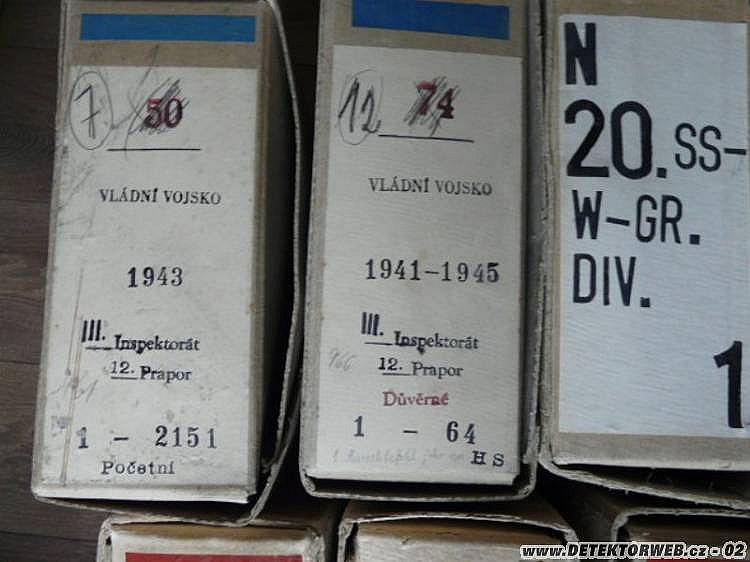 7
50
VLÁDNÍ VOJSKO
1943
III. Inspektorát
12. Prapor
1 - 2151
Početní
12
74
VLÁDNÍ VOJSKO
1941-1945
III. Inspektorát
12. Prapor
Důvěrné
1 - 64
HS
N
20. SS-
W-GR.
DIV.
1
www.DETEKTORWEB.cz - 02